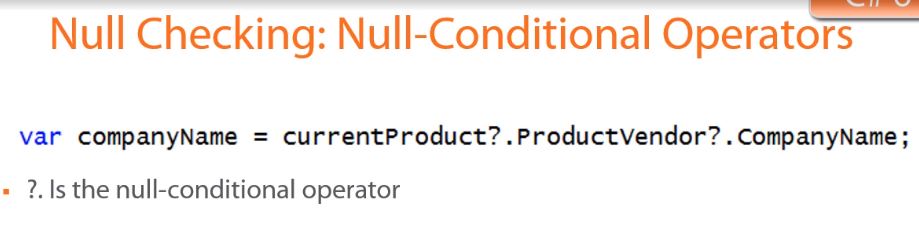 Null Checking: Null-Conditional Operators
var companyName = currentProduct?.ProductVendor?.CompanyName;
▪ ?. Is the null-conditional operator